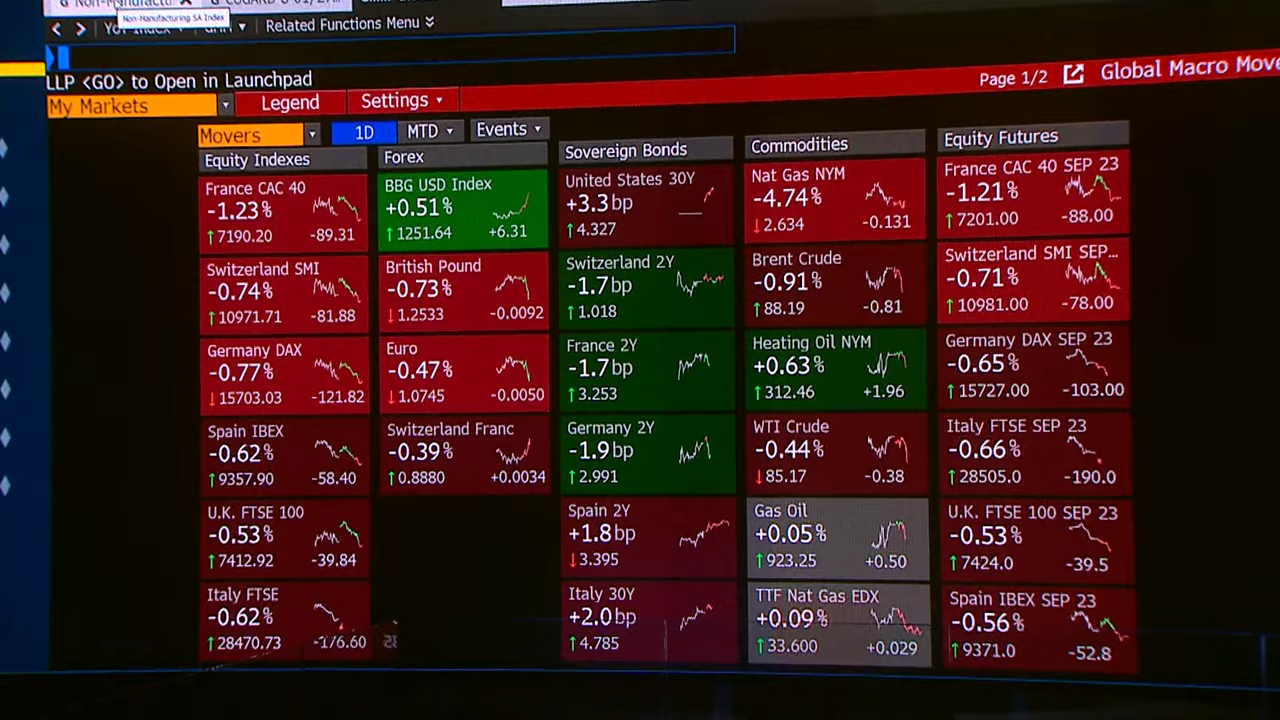 Non-Manufacturing SA Index
Related Functions Menu
LLP <GO> to Open in Launchpad
Page 1/2
Global Macro Move
My Markets
Legend
Settings
Movers
1D
MTD
Events
Equity Indexes
France CAC 40
-1.23%
7190.20 -89.31
Switzerland SMI
-0.74%
10971.71 -81.88
Germany DAX
-0.77%
15703.03 -121.82
Spain IBEX
-0.62%
9357.90 -58.40
U.K. FTSE 100
-0.53%
7412.92 -39.84
Italy FTSE
-0.62%
28470.73 -176.60
Forex
BBG USD Index
+0.51%
1251.64 +6.31
British Pound
-0.73%
1.2533 -0.0092
Euro
-0.47%
1.0745 -0.0050
Switzerland Franc
-0.39%
0.8880 +0.0034
Sovereign Bonds
United States 30Y
+3.3bp
4.327
Switzerland 2Y
-1.7bp
1.018
France 2Y
-1.7bp
3.253
Germany 2Y
-1.9bp
2.991
Spain 2Y
+1.8bp
3.395
Italy 30Y
+2.0bp
4.785
Commodities
Nat Gas NYM
-4.74%
2.634 -0.131
Brent Crude
-0.91%
88.19 -0.81
Heating Oil NYM
+0.63%
312.46 +1.96
WTI Crude
-0.44%
85.17 -0.38
Gas Oil
+0.05%
923.25 +0.50
TTF Nat Gas EDX
+0.09%
33.600 +0.029
Equity Futures
France CAC 40 SEP 23
-1.21%
7201.00 -88.00
Switzerland SMI SEP...
-0.71%
10981.00 -78.00
Germany DAX SEP 23
-0.65%
15727.00 -103.00
Italy FTSE SEP 23
-0.66%
28505.0 -190.0
U.K. FTSE 100 SEP 23
-0.53%
7424.0 -39.5
Spain IBEX SEP 23
-0.56%
9371.0 -52.8